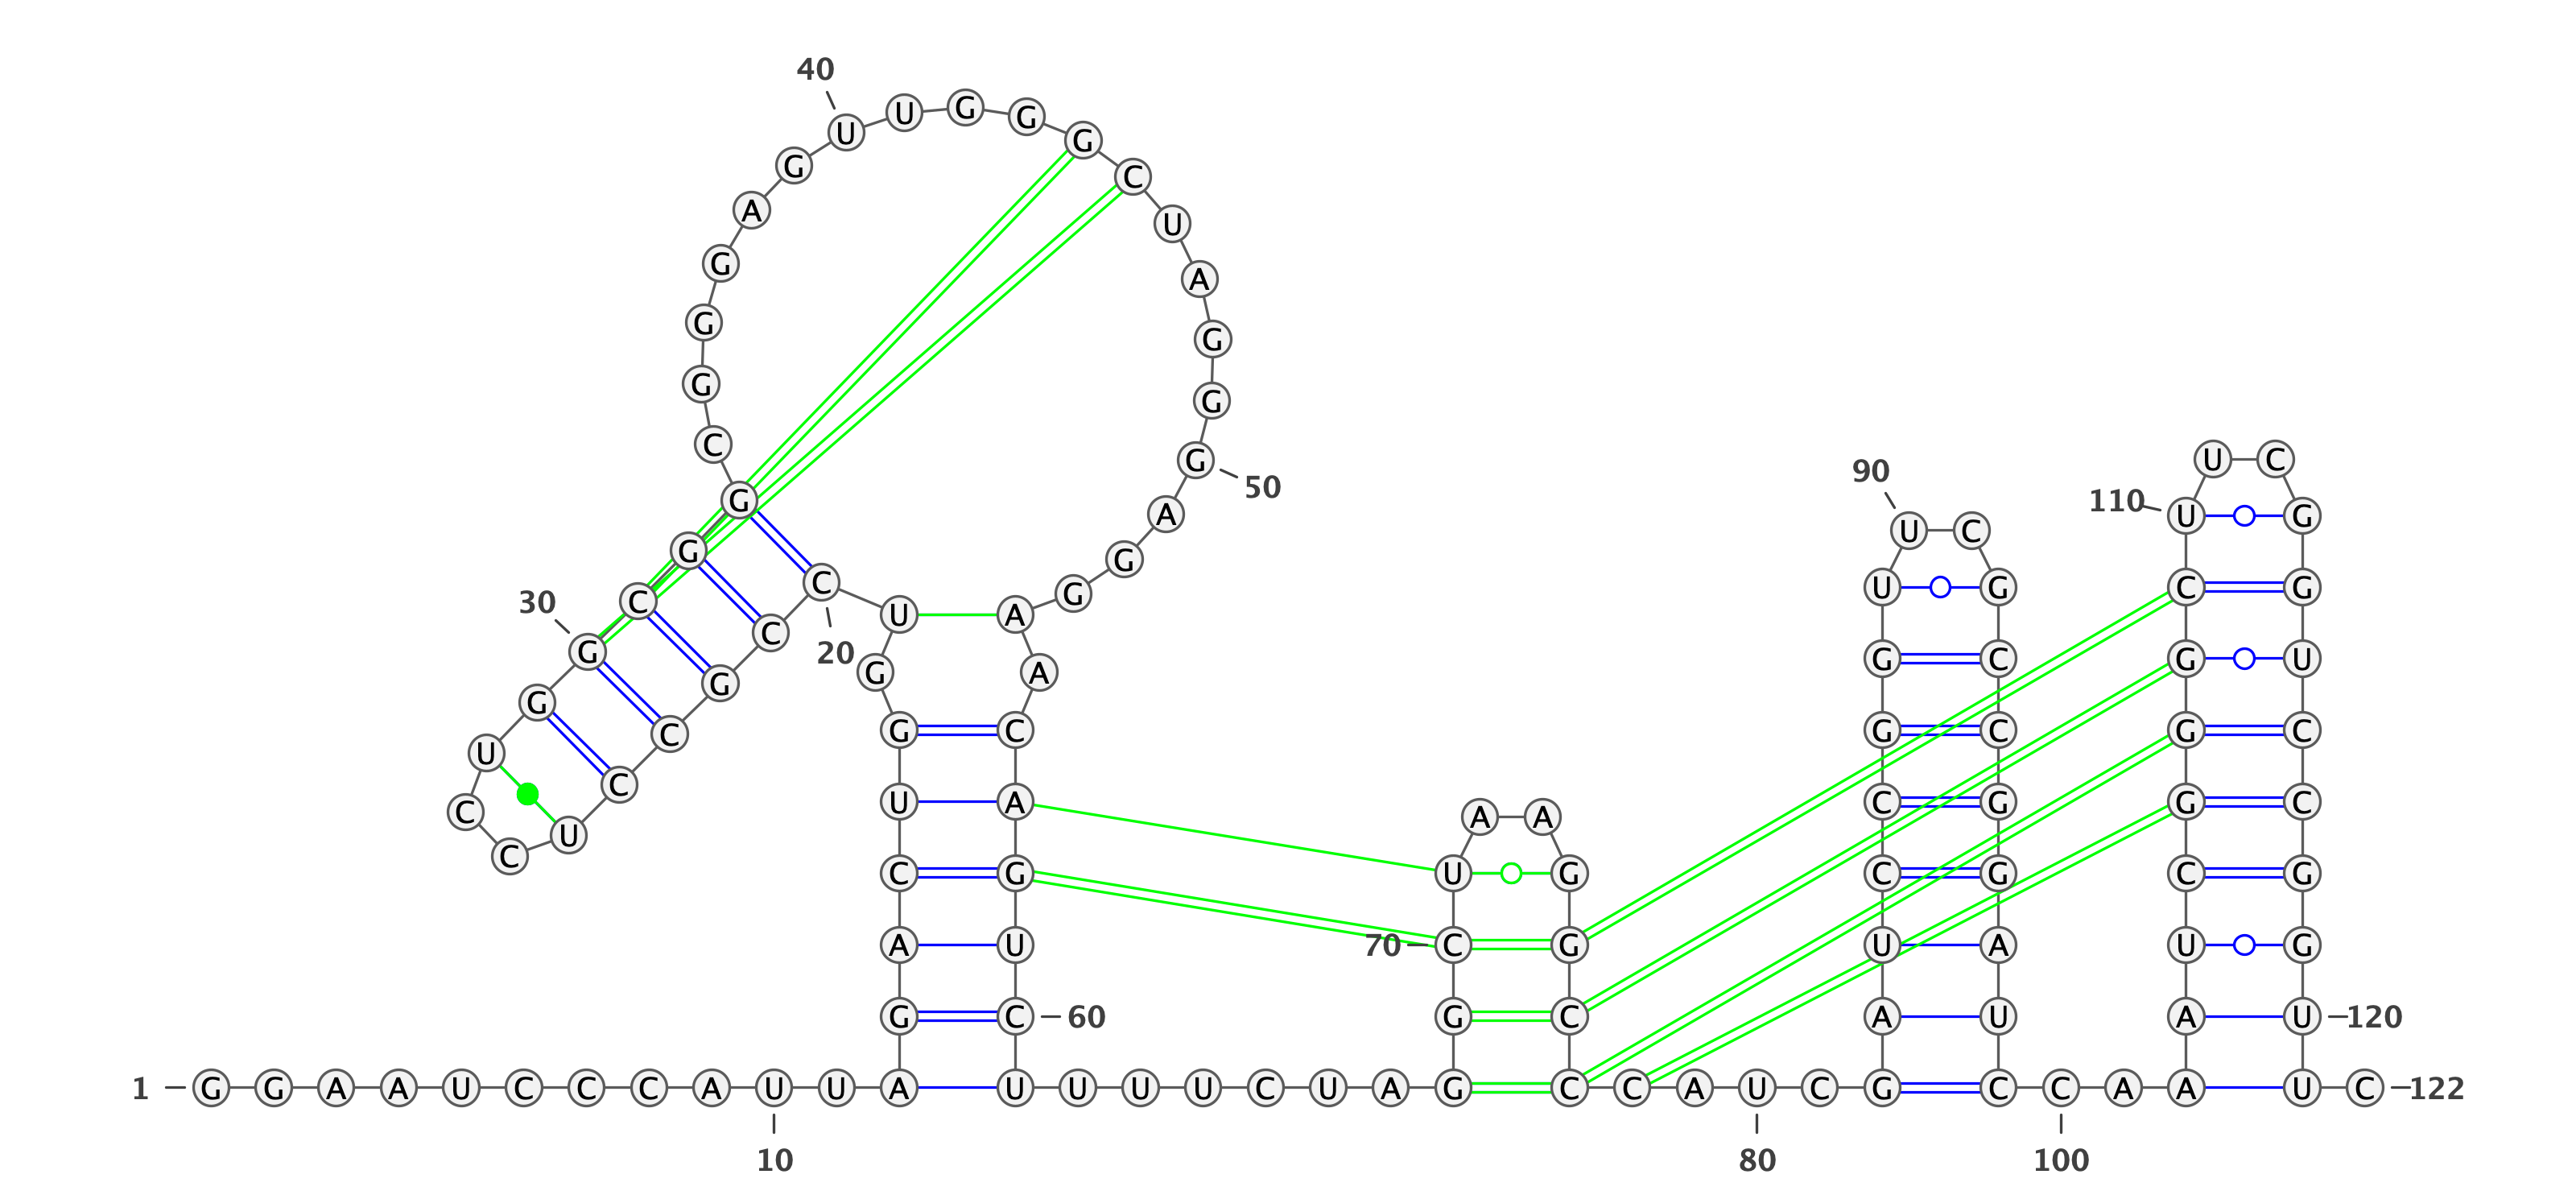 40
U U G G G
G C
A U
G A
G G
G G
C G 90 U C
G A 50 U C 110 U G
G C G U G C G
30 C G
U A
G 20 G A G C G U
G
G C G C G C G C
U
C U A C G G C
C A A
U
C
C G U G C G C G
A U 70 C G U A U G
G C 60 G C A U A U 120
1 G G A A U C C C A U U A U U U U C U A G C C A U C G C C A A U C 122
10 80 100